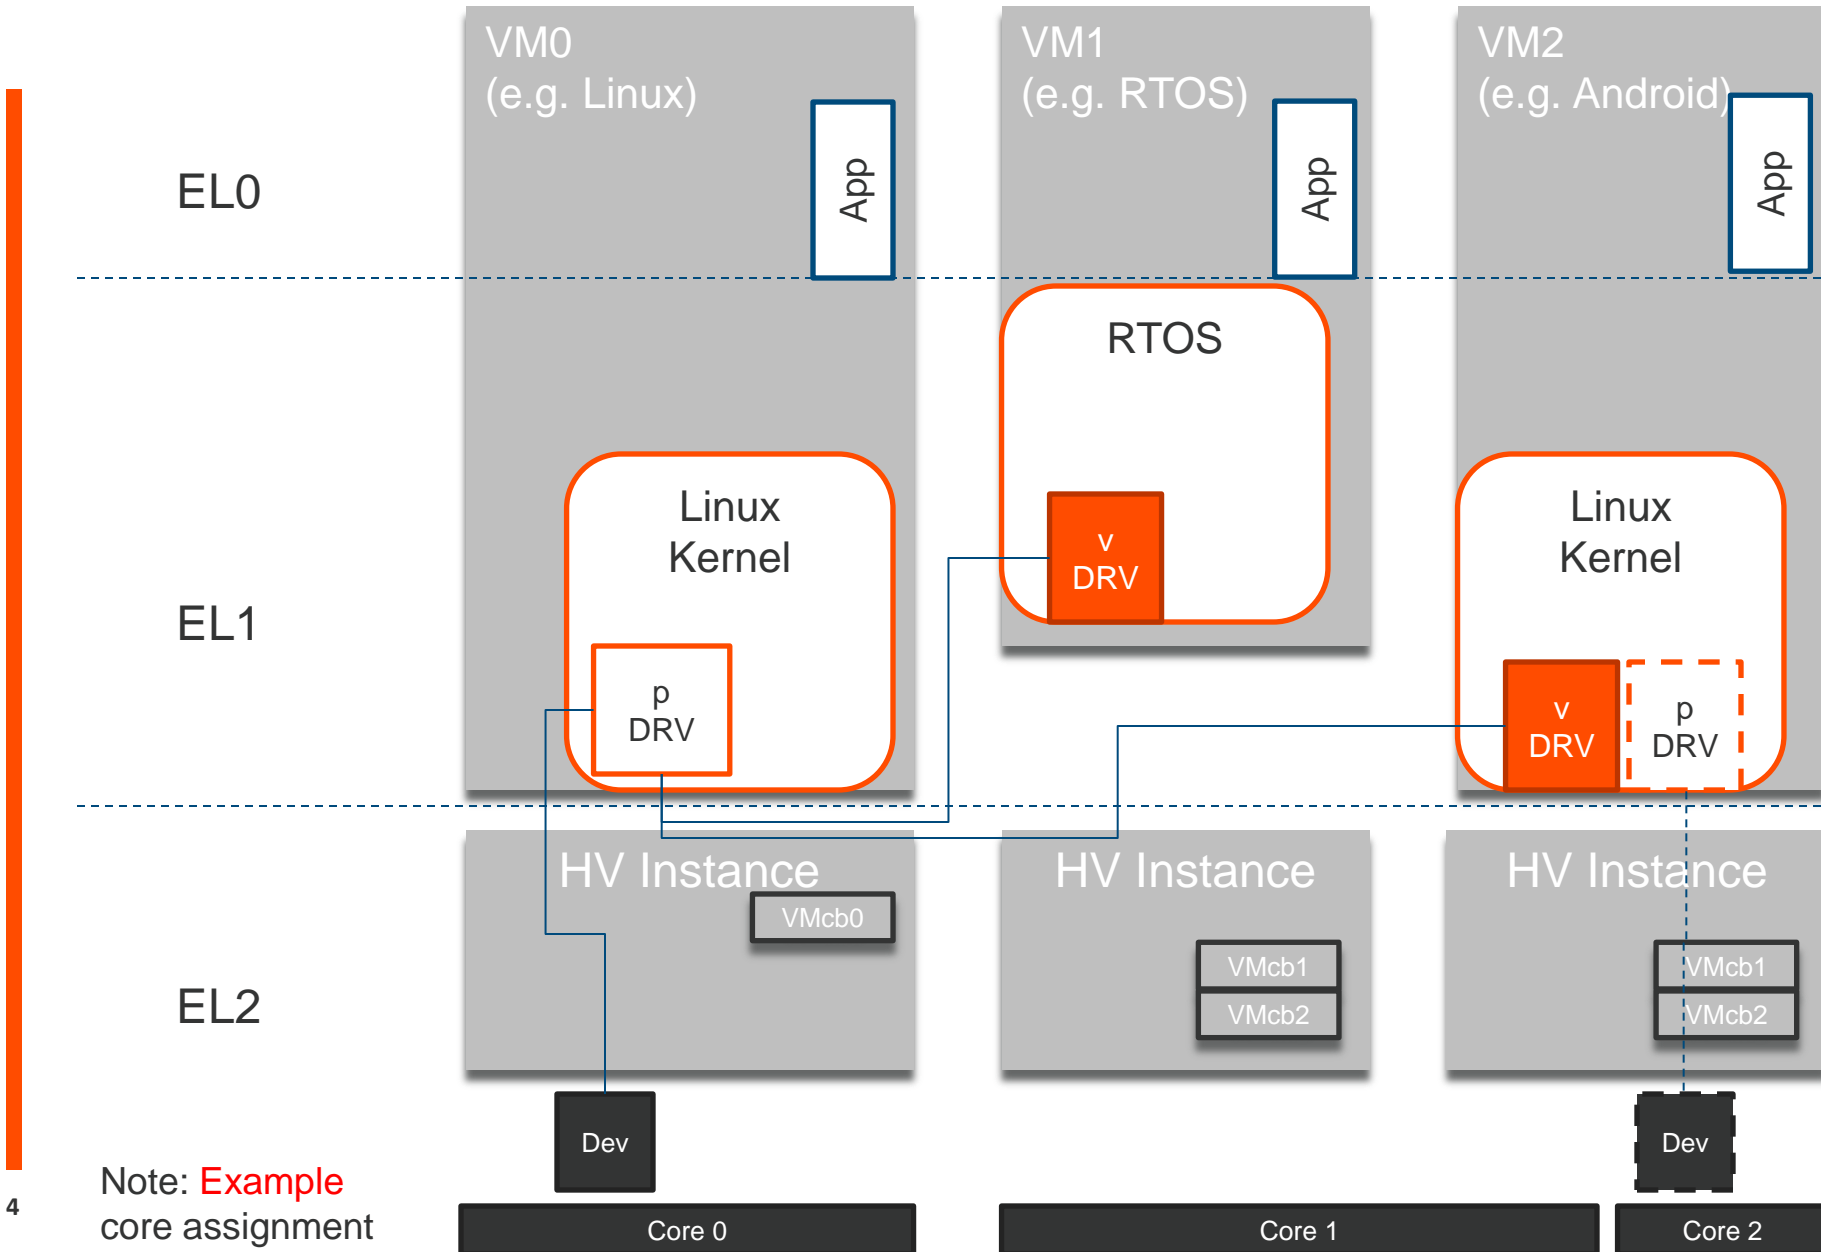 VM0
(e.g. Linux)
VM1
(e.g. RTOS)
VM2
(e.g. Android)
EL0
App
App
App
RTOS
Linux
Kernel
Linux
Kernel
v
DRV
EL1
p
DRV
v
DRV
p
DRV
HV Instance
HV Instance
HV Instance
VMcb0
VMcb1
VMcb2
VMcb1
VMcb2
EL2
Dev
Dev
Note: Example
core assignment
4
Core 0
Core 1
Core 2